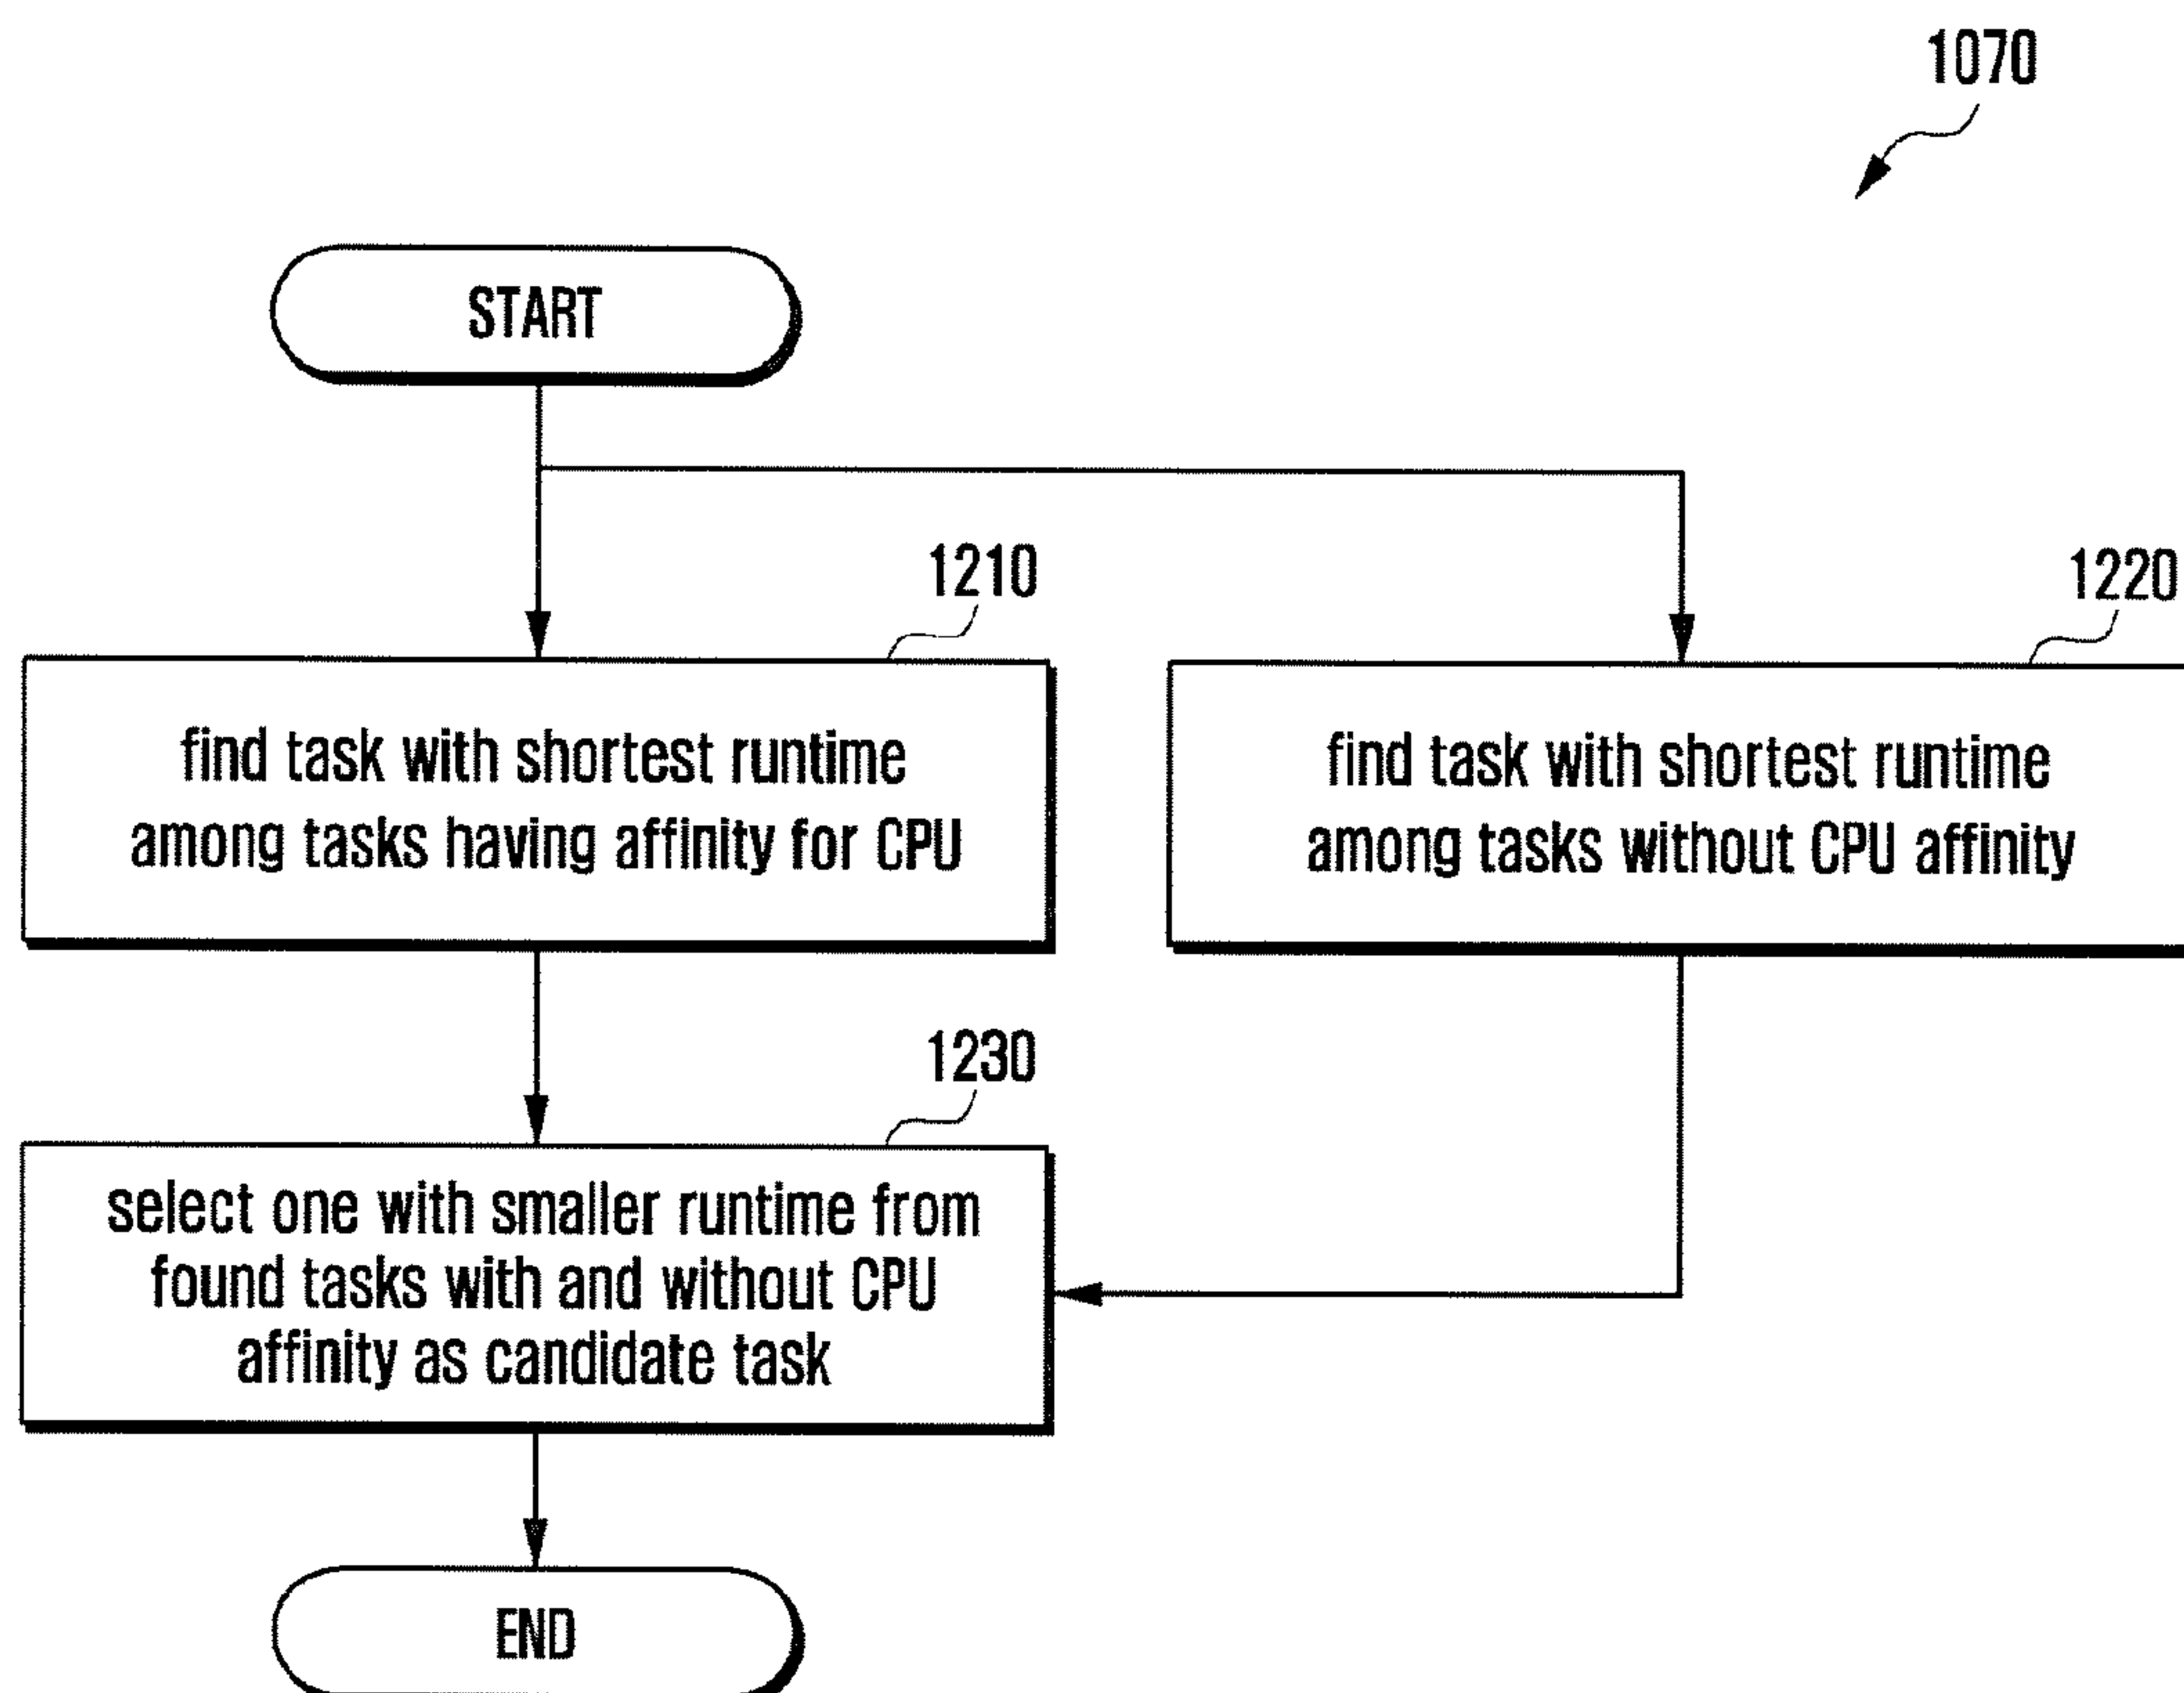 1070
START
1210
find task with shortest runtime
among tasks having affinity for CPU
1220
find task with shortest runtime
among tasks without CPU affinity
1230
select one with smaller runtime from
found tasks with and without CPU
affinity as candidate task
END